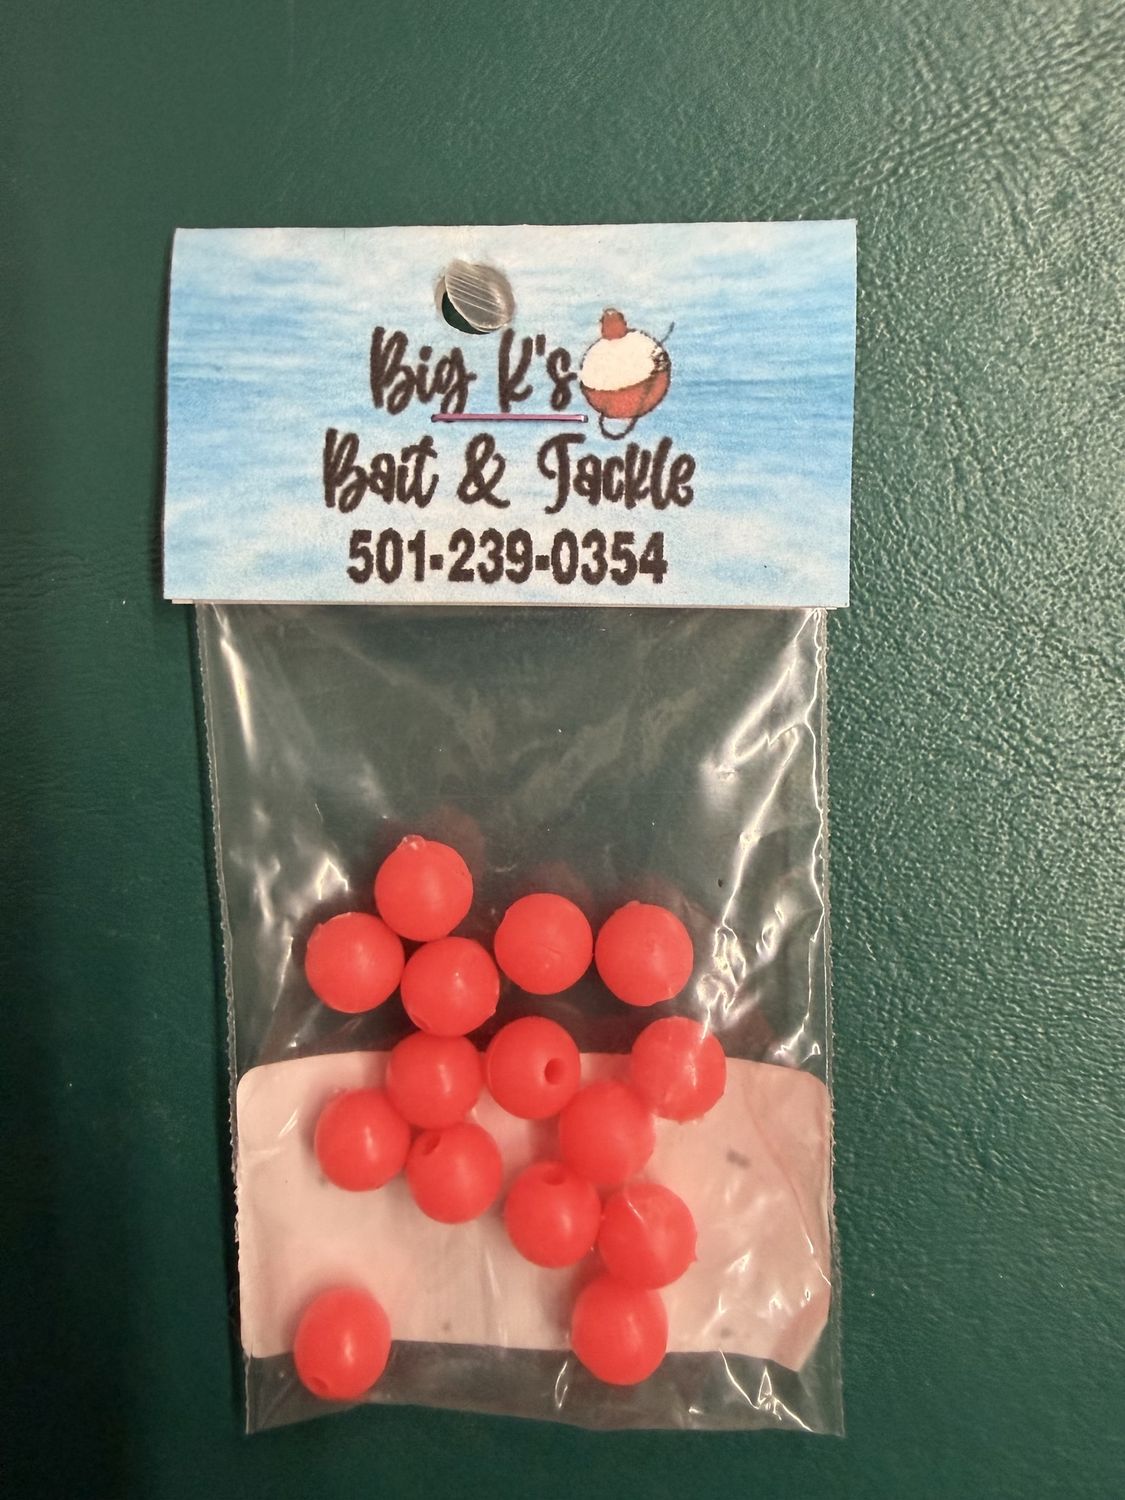 Big K's
Bait & Tackle
501-239-0354